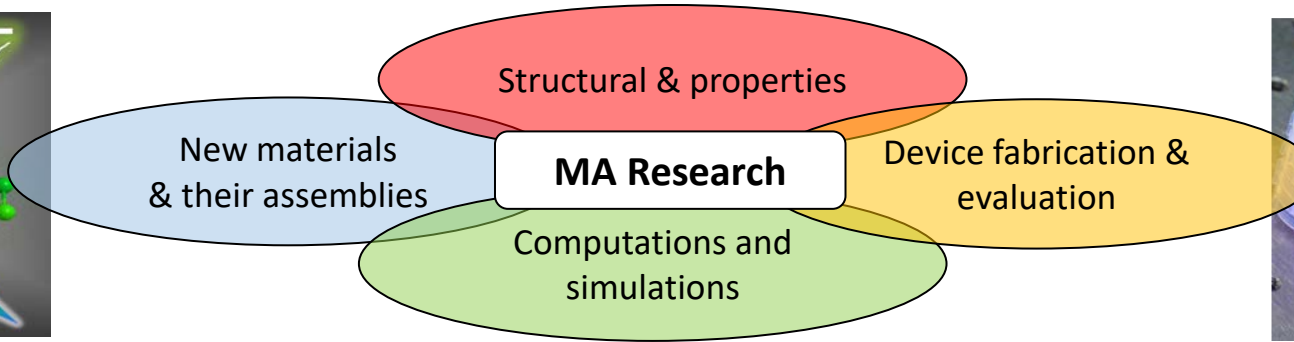 Structural & properties
New materials
& their assemblies
MA Research
Device fabrication &
evaluation
Computations and
simulations